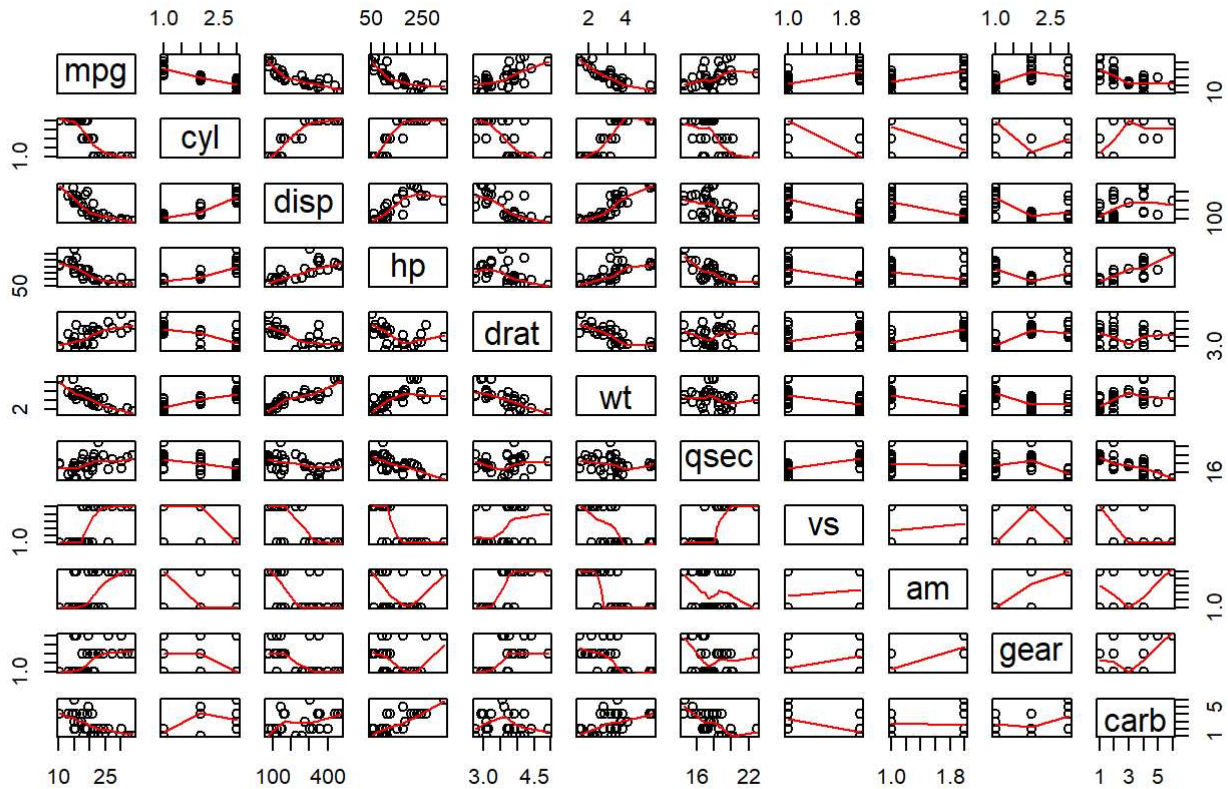 1.0 2.5 50 250 2 4 1.0 1.8 1.0 2.5
mpg 10
1.0 cyl
disp 100
50 hp
drat 3.0
2 wt
qsec 16
1.0 vs
am 1.0
1.0 gear
carb 1 5
10 25 100 400 3.0 4.5 16 22 1.0 1.8 1 3 5